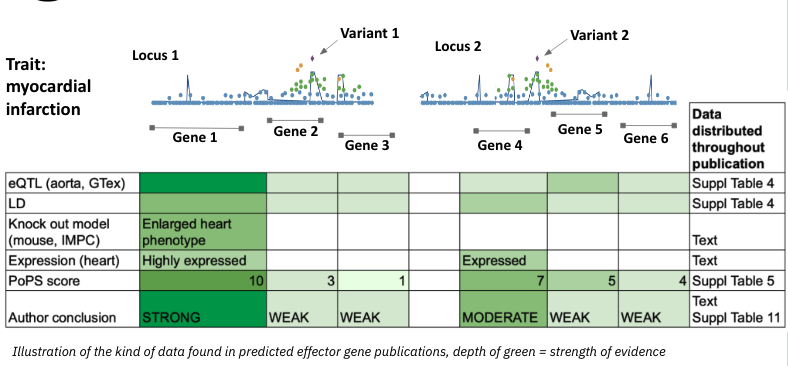 Trait:
myocardial
infarction
Locus 1
Variant 1
Locus 2
Variant 2
Gene 1
Gene 2
Gene 3
Gene 4
Gene 5
Gene 6
Data
distributed
throughout
publication
eQTL (aorta, GTex) Suppl Table 4
LD Suppl Table 4
Knock out model
(mouse, IMPC)
Enlarged heart
phenotype
Text
Expression (heart) Highly expressed Expressed Text
PoPS score 10 3 1 7 5 4 Suppl Table 5
Author conclusion STRONG WEAK WEAK MODERATE WEAK WEAK
Text
Suppl Table 11
Illustration of the kind of data found in predicted effector gene publications, depth of green = strength of evidence